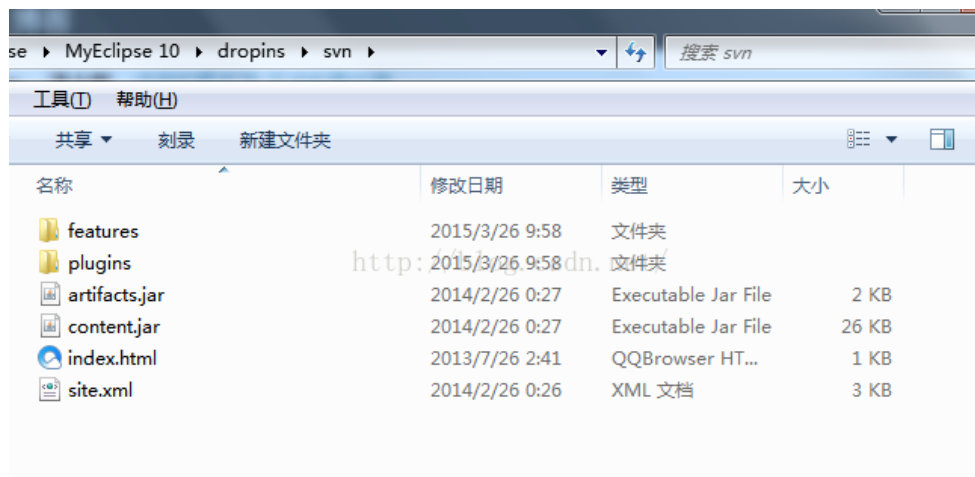 se ▸ MyEclipse 10 ▸ dropins ▸ svn ▸ 搜索 svn
工具(T) 帮助(H)
共享 刻录 新建文件夹
名称 修改日期 类型 大小
features 2015/3/26 9:58 文件夹
plugins 2015/3/26 9:58 文件夹
http://blog.csdn.net/
artifacts.jar 2014/2/26 0:27 Executable Jar File 2 KB
content.jar 2014/2/26 0:27 Executable Jar File 26 KB
index.html 2013/7/26 2:41 QQBrowser HT... 1 KB
site.xml 2014/2/26 0:26 XML 文档 3 KB